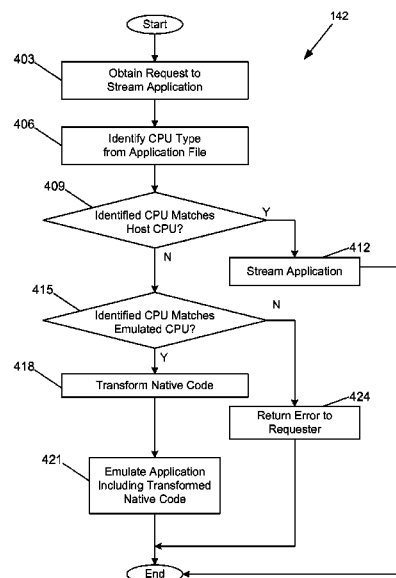 Start
142
403
Obtain Request to
Stream Application
406
Identify CPU Type
from Application File
409
Identified CPU Matches
Host CPU?
Y
N
412
Stream Application
415
Identified CPU Matches
Emulated CPU?
N
Y
418
Transform Native Code
424
Return Error to
Requester
421
Emulate Application
Including Transformed
Native Code
End